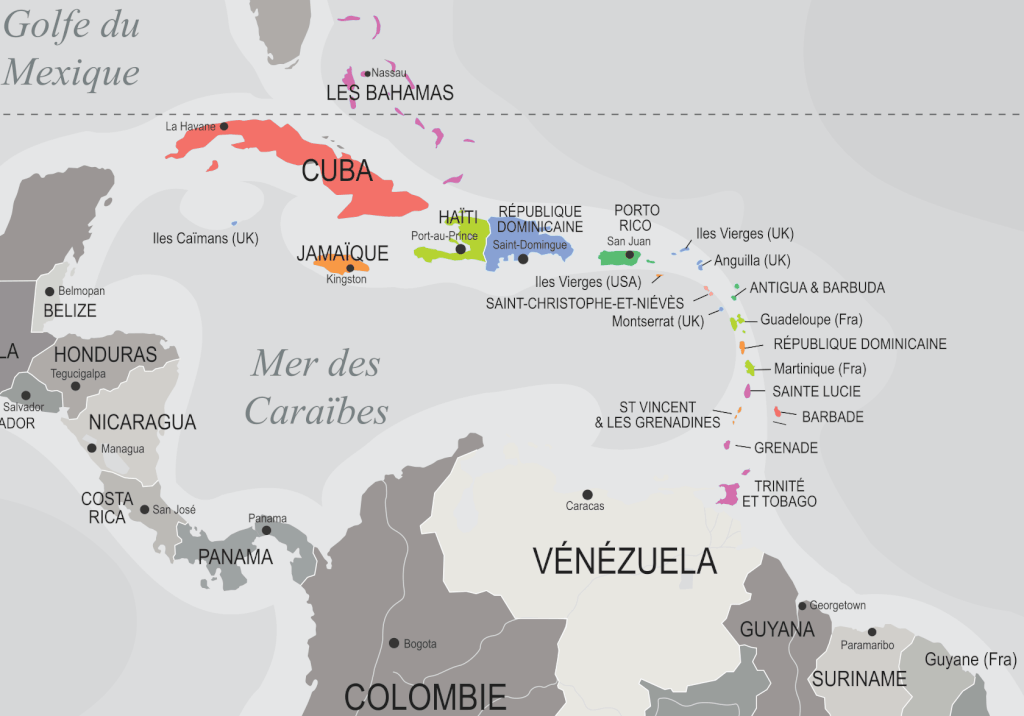 Golfe du
Mexique
Nassau
LES BAHAMAS
La Havane
CUBA
HAÏTI
Port-au-Prince
RÉPUBLIQUE
DOMINICAINE
Saint-Domingue
PORTO
RICO
San Juan
Iles Vierges (UK)
Iles Caïmans (UK)
JAMAÏQUE
Kingston
Anguilla (UK)
Iles Vierges (USA)
ANTIGUA & BARBUDA
SAINT-CHRISTOPHE-ET-NIÉVÈS
Montserrat (UK)
Guadeloupe (Fra)
Belmopan
BELIZE
RÉPUBLIQUE DOMINICAINE
LA
HONDURAS
Tegucigalpa
Mer des
Caraïbes
Martinique (Fra)
SAINTE LUCIE
Salvador
ADOR
NICARAGUA
Managua
ST VINCENT
& LES GRENADINES
BARBADE
GRENADE
COSTA
RICA
San José
Panama
PANAMA
Caracas
TRINITÉ
ET TOBAGO
VÉNÉZUELA
Bogota
COLOMBIE
Georgetown
GUYANA
Paramaribo
SURINAME
Guyane (Fra)